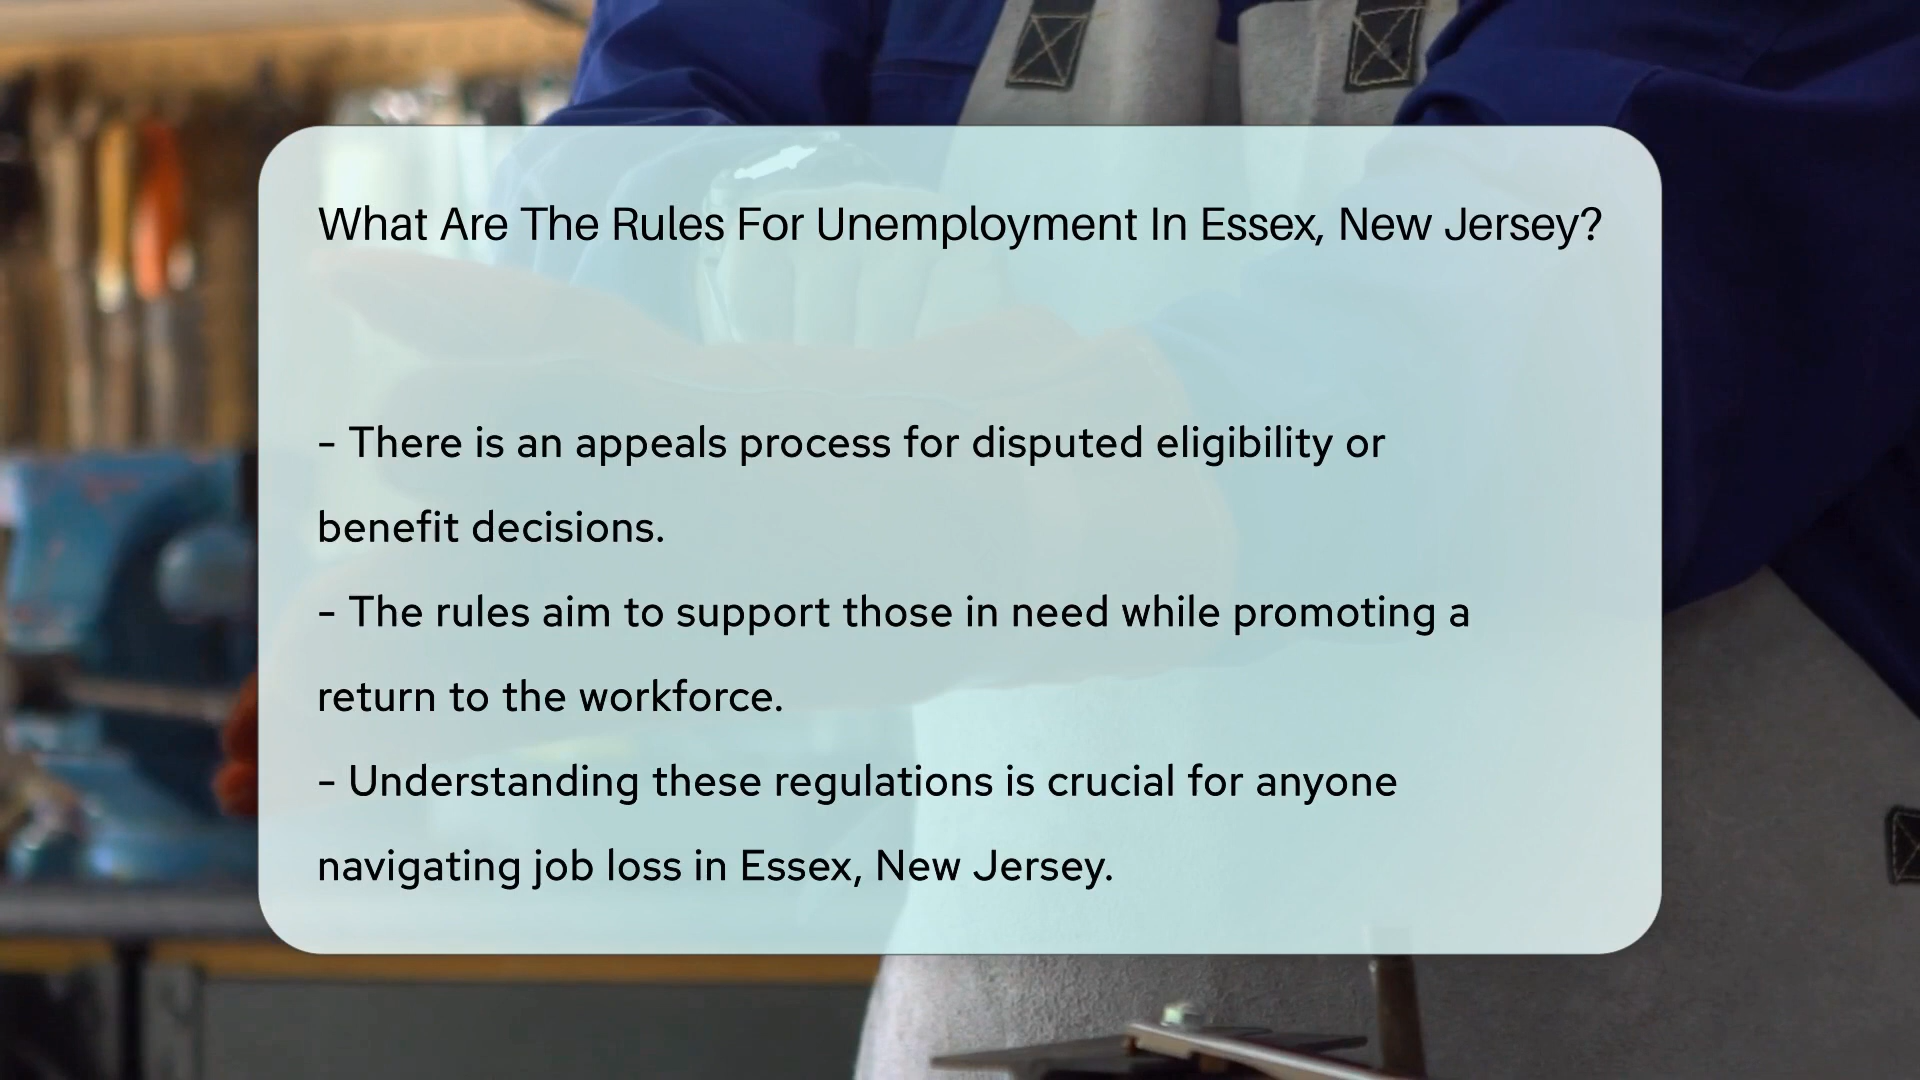 What Are The Rules For Unemployment In Essex, New Jersey?
- There is an appeals process for disputed eligibility or
benefit decisions.
- The rules aim to support those in need while promoting a
return to the workforce.
- Understanding these regulations is crucial for anyone
navigating job loss in Essex, New Jersey.